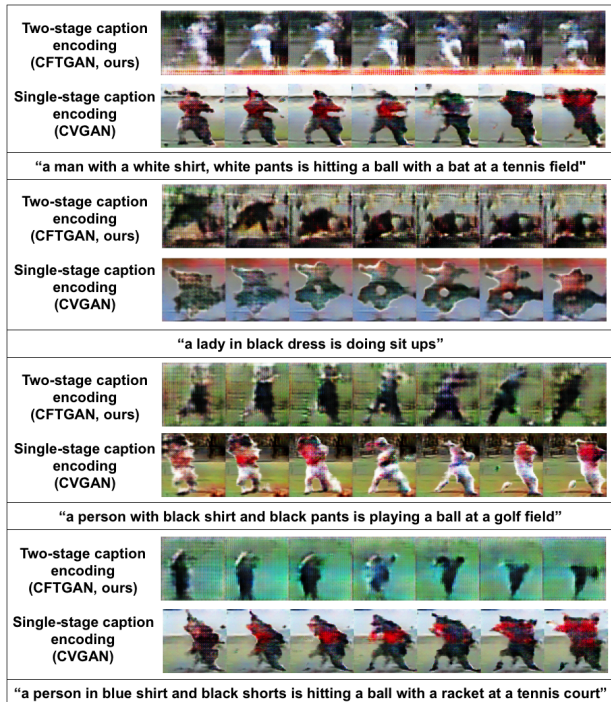 Two-stage caption
encoding
(CFTGAN, ours)
Single-stage caption
encoding
(CVGAN)
“a man with a white shirt, white pants is hitting a ball with a bat at a tennis field"
Two-stage caption
encoding
(CFTGAN, ours)
Single-stage caption
encoding
(CVGAN)
“a lady in black dress is doing sit ups”
Two-stage caption
encoding
(CFTGAN, ours)
Single-stage caption
encoding
(CVGAN)
“a person with black shirt and black pants is playing a ball at a golf field”
Two-stage caption
encoding
(CFTGAN, ours)
Single-stage caption
encoding
(CVGAN)
“a person in blue shirt and black shorts is hitting a ball with a racket at a tennis court”